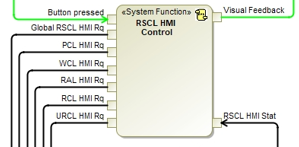 Button pressed
Global RSCL HMI Rq
PCL HMI Rq
WCL HMI Rq
RAL HMI Rq
RCL HMI Rq
URCL HMI Rq
«System Function»
RSCL HMI
Control
Visual Feedback
RSCL HMI Stat